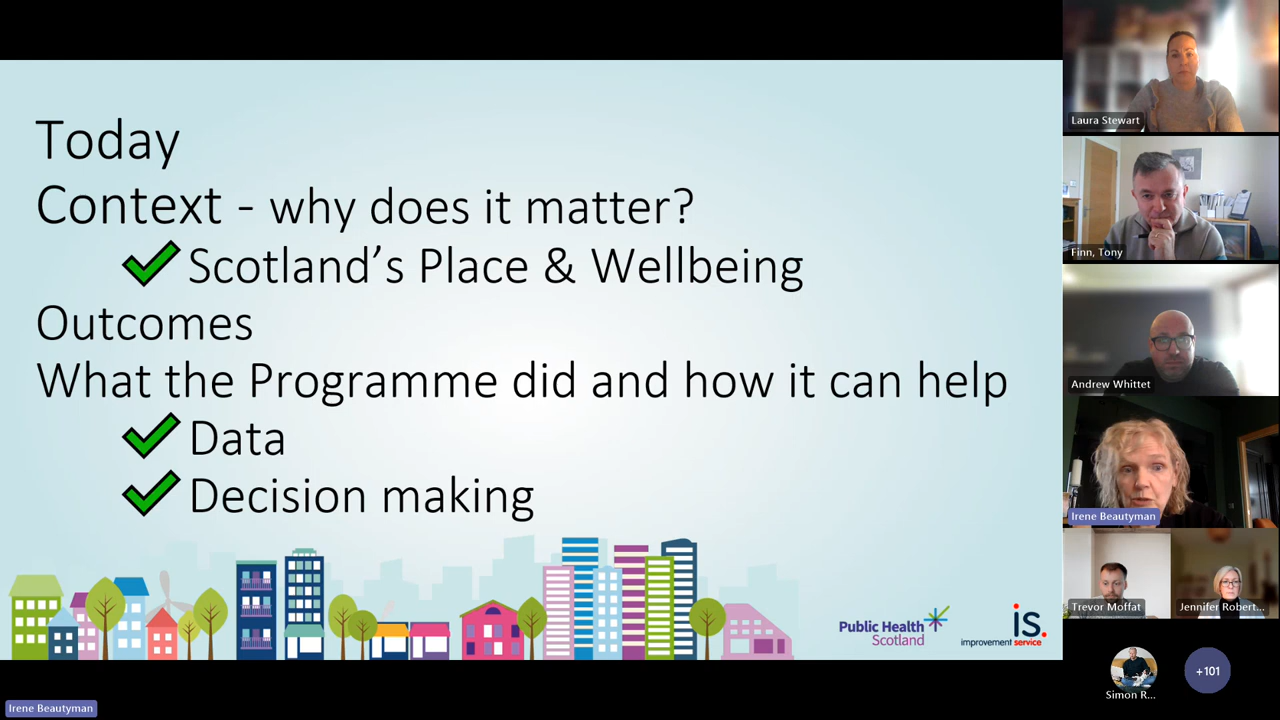 Today
Context - why does it matter?
Scotland’s Place & Wellbeing
Outcomes
What the Programme did and how it can help
Data
Decision making
Public Health
Scotland
is.
improvement service
Irene Beautyman
Laura Stewart
Finn, Tony
Andrew Whittet
Irene Beautyman
Trevor Moffat
Jennifer Robert...
Simon R...
+101